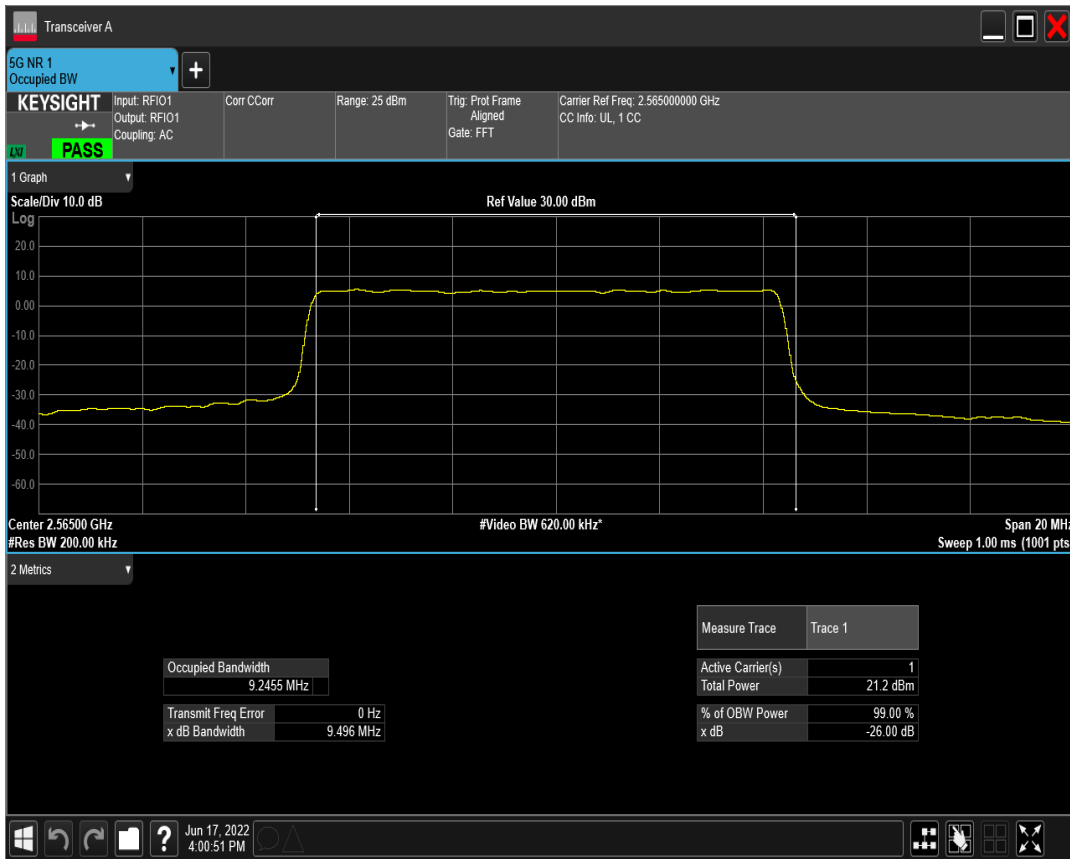 Transceiver A
5G NR 1
Occupied BW
KEYSIGHT
LXI
PASS
Input: RFIO1
Output: RFIO1
Coupling: AC
Corr CCorr
Range: 25 dBm
Trig: Prot Frame
Aligned
Gate: FFT
Carrier Ref Freq: 2.565000000 GHz
CC Info: UL, 1 CC
1 Graph
Scale/Div 10.0 dB
Ref Value 30.00 dBm
Log
20.0
10.0
0.00
-10.0
-20.0
-30.0
-40.0
-50.0
-60.0
Center 2.56500 GHz
#Video BW 620.00 kHz*
Span 20 MHz
#Res BW 200.00 kHz
Sweep 1.00 ms (1001 pts
2 Metrics
Measure Trace Trace 1
Occupied Bandwidth
9.2455 MHz
Active Carrier(s) 1
Total Power 21.2 dBm
Transmit Freq Error 0 Hz
x dB Bandwidth 9.496 MHz
% of OBW Power 99.00 %
x dB -26.00 dB
?
Jun 17, 2022
4:00:51 PM